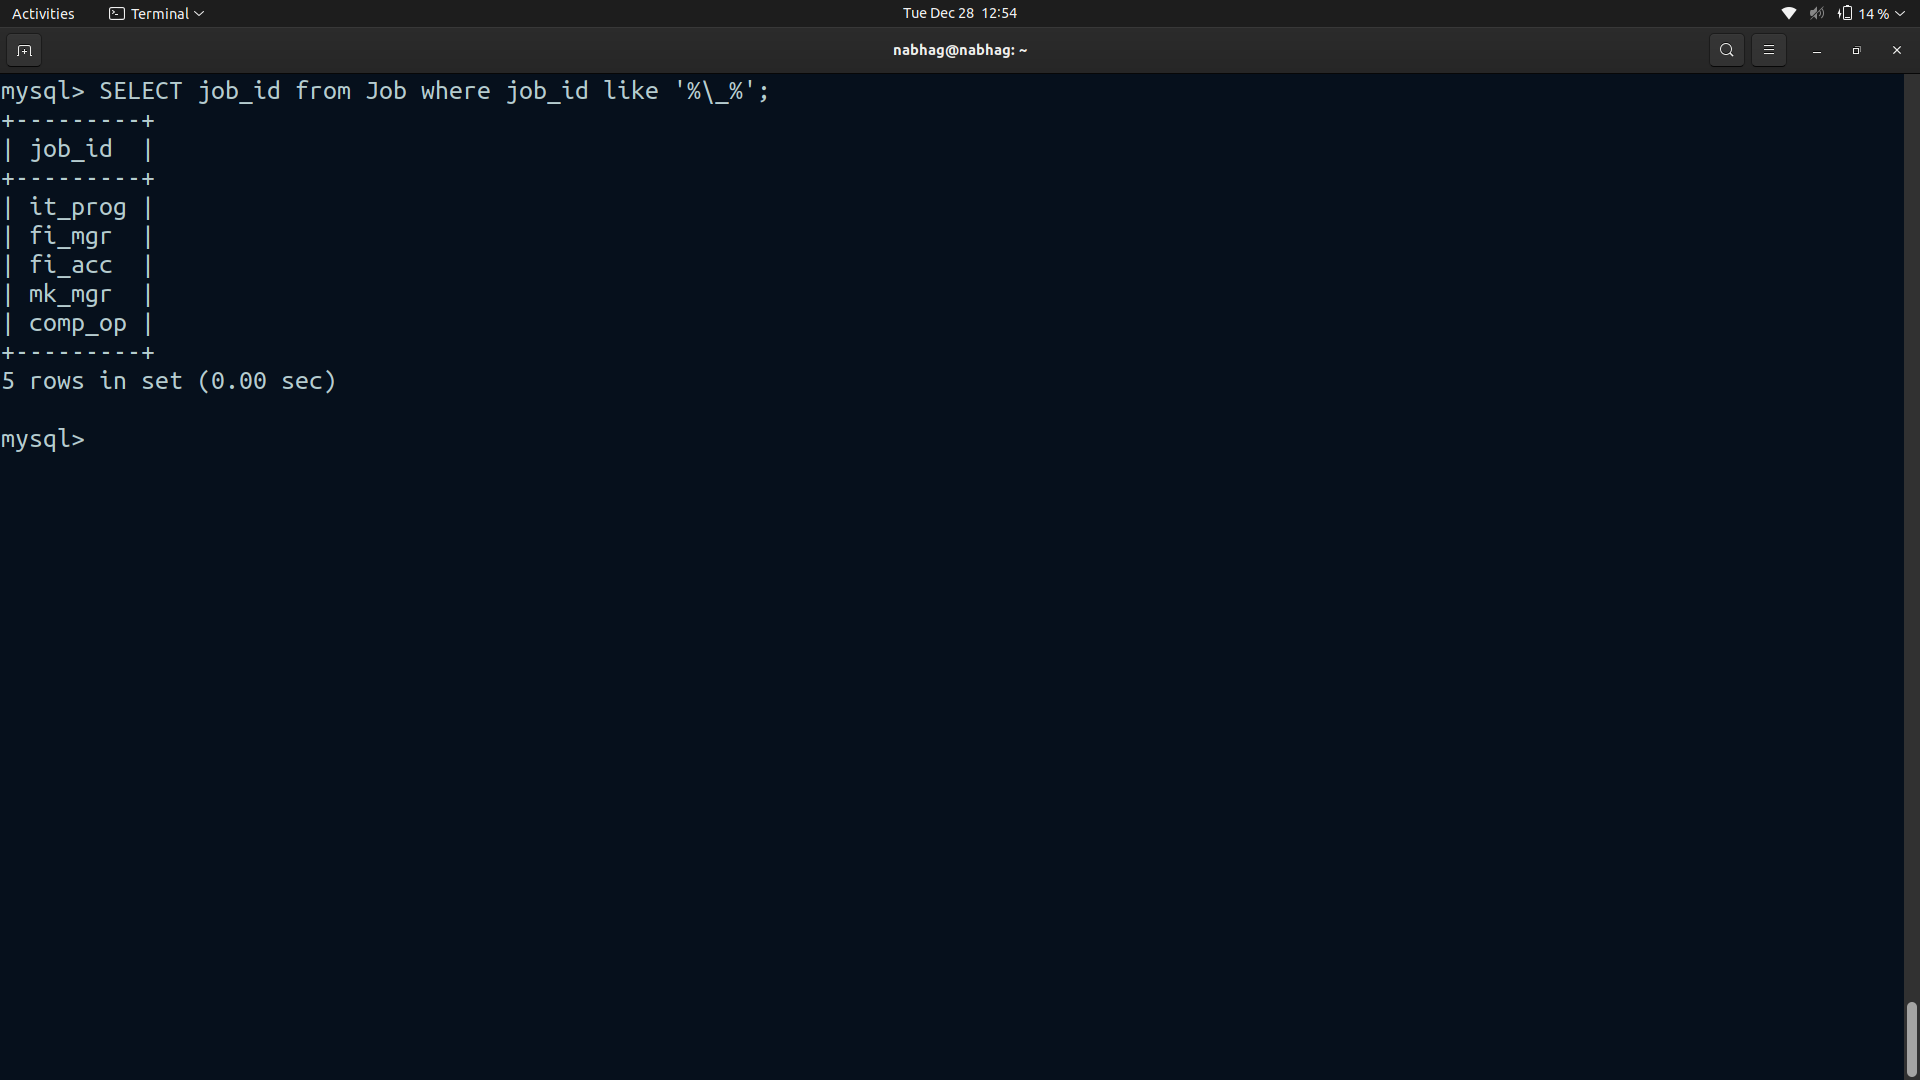 Activities Terminal Tue Dec 28 12:54 14 %
nabhag@nabhag: ~
mysql> SELECT job_id from Job where job_id like '%\_%';
+---------+
| job_id  |
+---------+
| it_prog |
| fi_mgr  |
| fi_acc  |
| mk_mgr  |
| comp_op |
+---------+
5 rows in set (0.00 sec)
mysql>